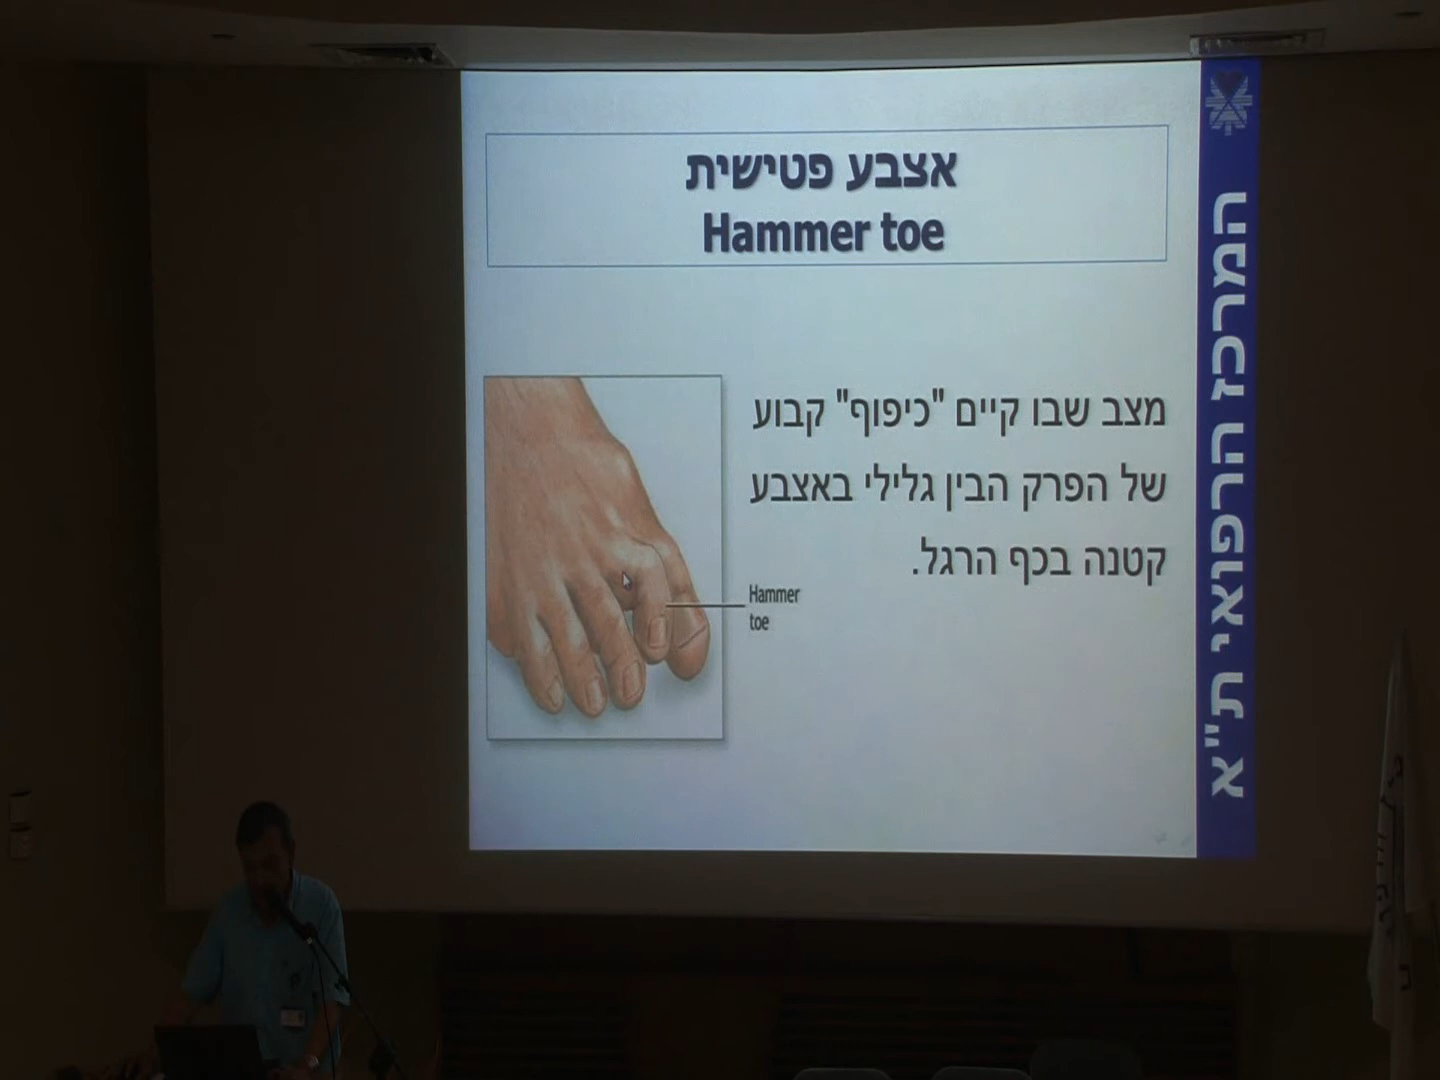 אצבע פטישית
Hammer toe
מצב שבו קיים "כיפוף" קבוע
של הפרק הבין גלילי באצבע
קטנה בכף הרגל.
Hammer
toe
המרכז הרפואי ת"א